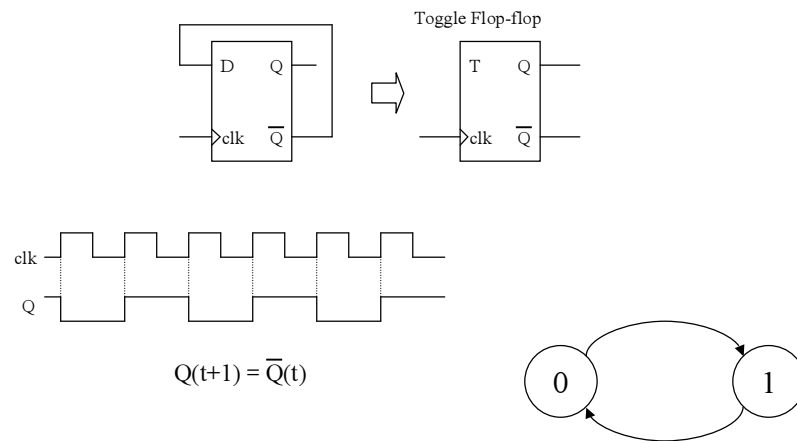 Toggle Flop-flop
D Q
clk Q̅
T Q
clk Q̅
clk
Q
Q(t+1) = Q̅(t)
0 1